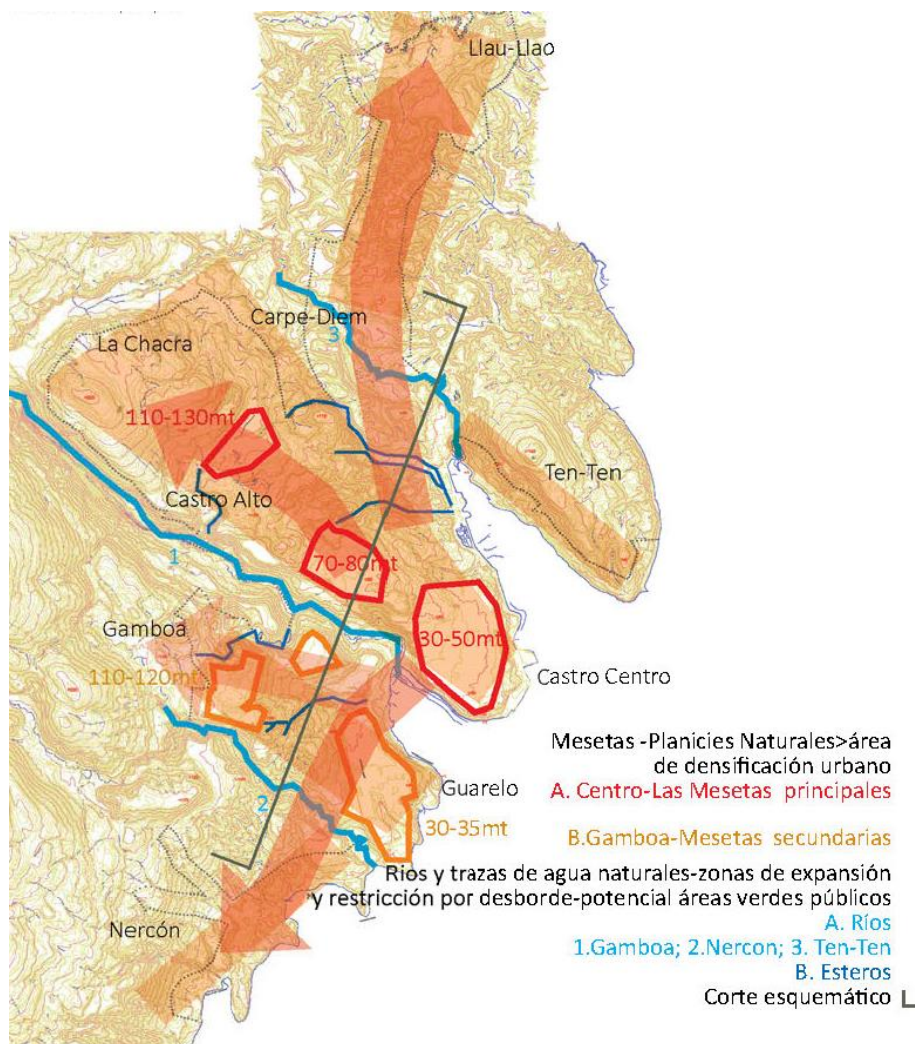 Llau-Llao
Carpe-Diem
3
La Chacra
110-130mt
Ten-Ten
Castro Alto
1
70-80mt
Gamboa
30-50mt
110-120mt
Castro Centro
Mesetas -Planicies Naturales>área
de densificación urbano
Guarelo
A. Centro-Las Mesetas principales
2
30-35mt
B.Gamboa-Mesetas secundarias
Rios y trazas de agua naturales-zonas de expansión
y restricción por desborde-potencial áreas verdes públicos
Nercón
A. Ríos
1.Gamboa; 2.Nercon; 3. Ten-Ten
B. Esteros
Corte esquemático